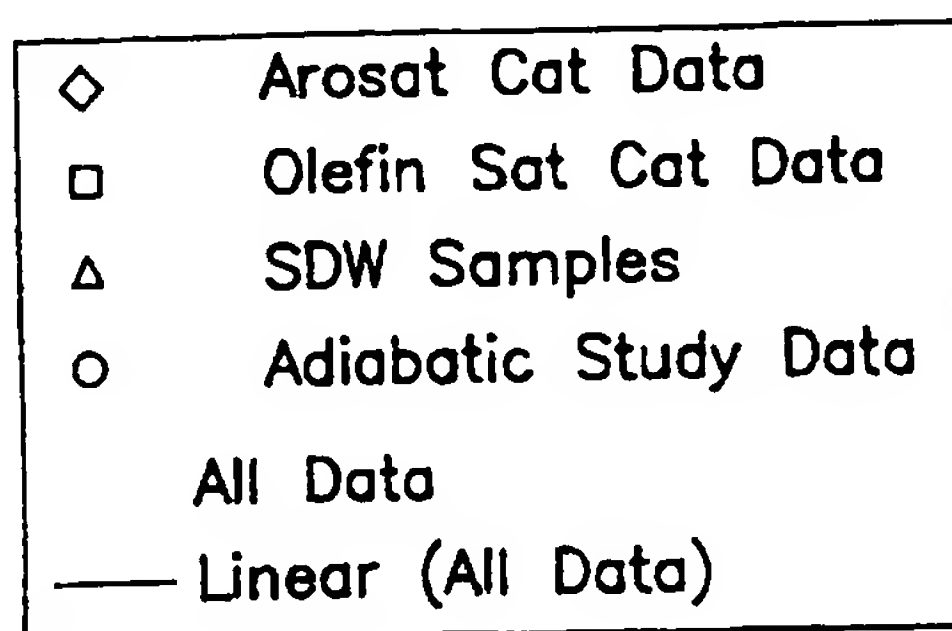 Arosat Cat Data
Olefin Sat Cat Data
SDW Samples
Adiabatic Study Data
All Data
Linear (All Data)